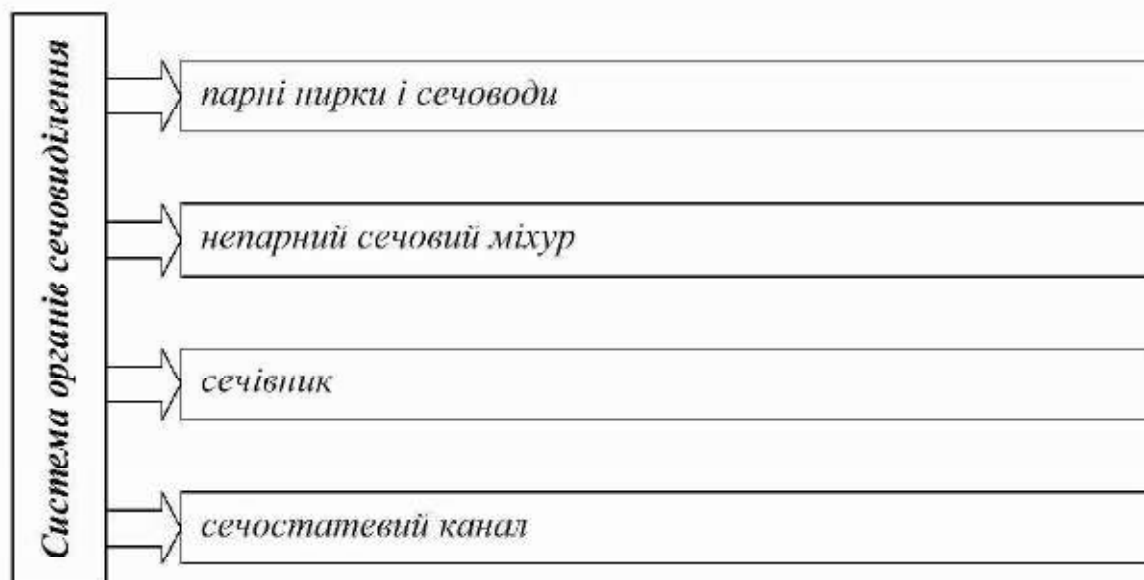 Система органів сечовиділення
парні нирки і сечоводи
непарний сечовий міхур
сечівник
сечостатевий канал